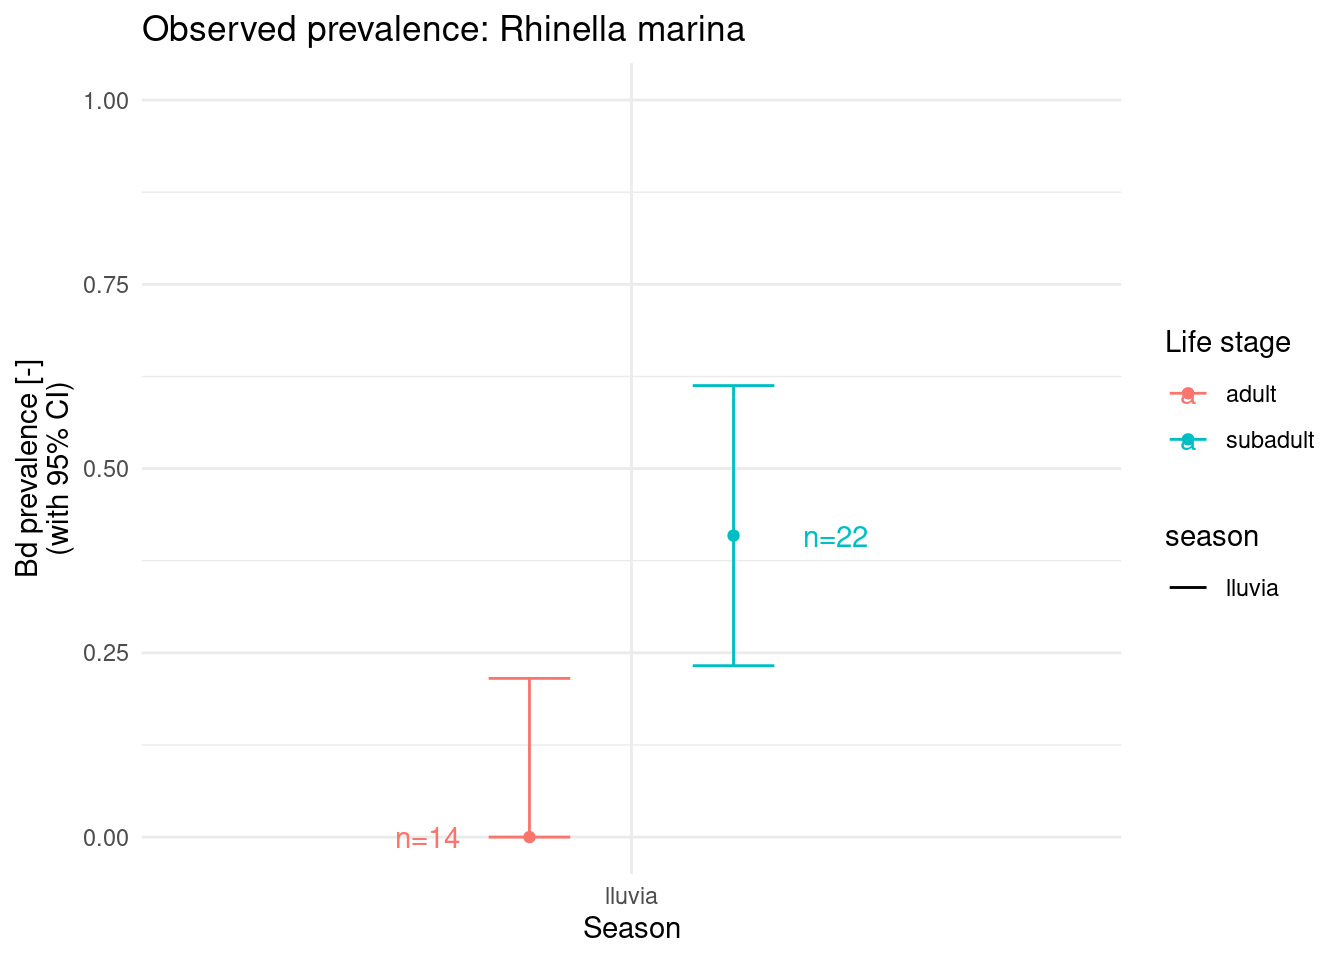 Observed prevalence: Rhinella marina
Bd prevalence [-]
(with 95% CI)
1.00
0.75
0.50
0.25
0.00
n=22
n=14
lluvia
Season
Life stage
a adult
a subadult
season
lluvia